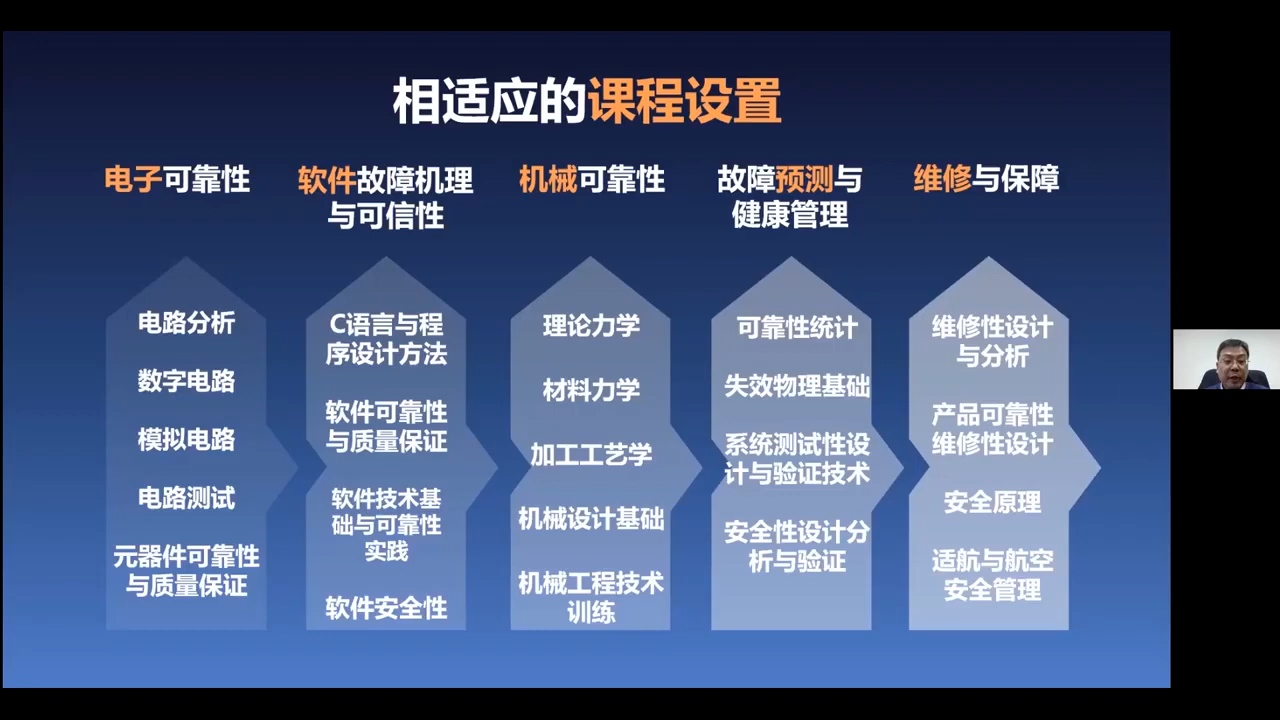 相适应的课程设置
电子可靠性
软件故障机理
与可信性
机械可靠性
故障预测与
健康管理
维修与保障
电路分析
数字电路
模拟电路
电路测试
元器件可靠性
与质量保证
C语言与程
序设计方法
软件可靠性
与质量保证
软件技术基
础与可靠性
实践
软件安全性
理论力学
材料力学
加工工艺学
机械设计基础
机械工程技术
训练
可靠性统计
失效物理基础
系统测试性设
计与验证技术
安全性设计分
析与验证
维修性设计
与分析
产品可靠性
维修性设计
安全原理
适航与航空
安全管理